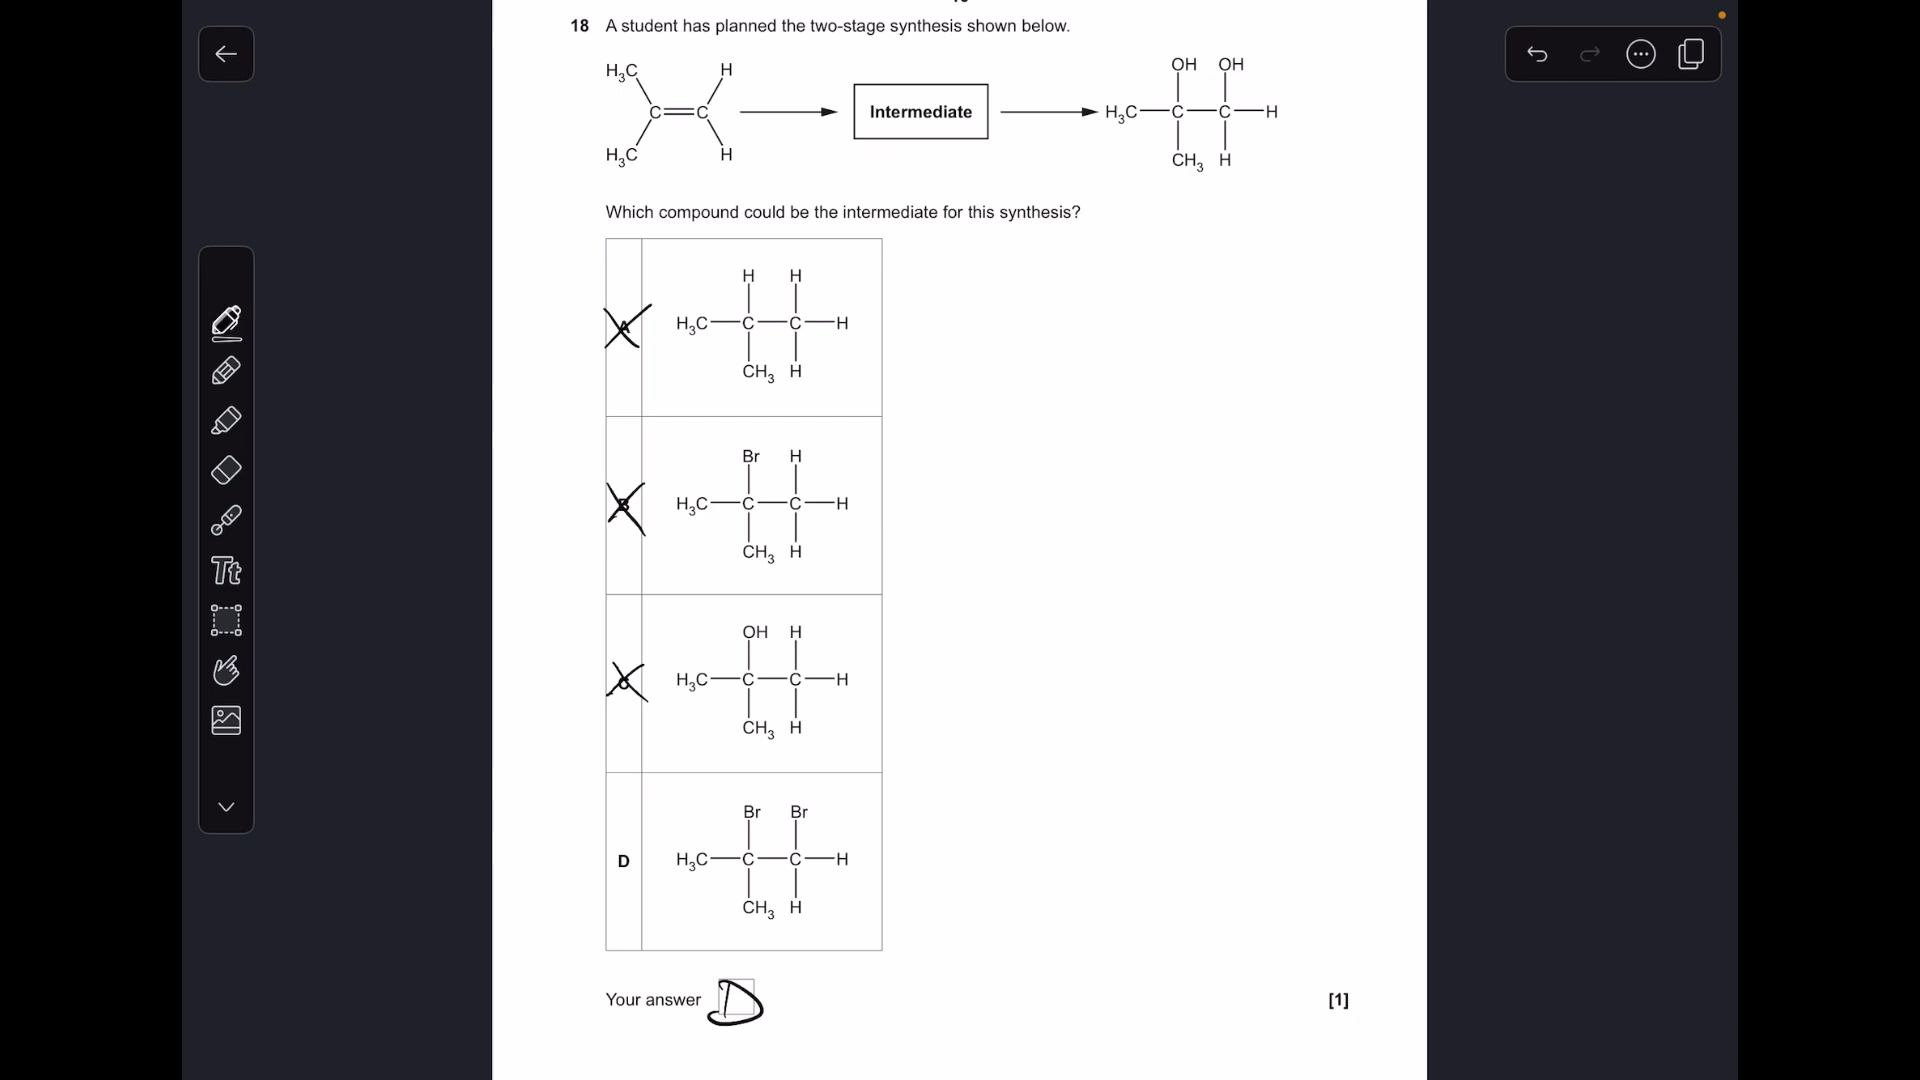 18 A student has planned the two-stage synthesis shown below.
H3C H OH OH
C C Intermediate H3C C C H
H3C H CH3 H
Which compound could be the intermediate for this synthesis?
H H
A H3C C C H
CH3 H
Br H
B H3C C C H
CH3 H
OH H
C H3C C C H
CH3 H
Br Br
D H3C C C H
CH3 H
Your answer D [1]
Tt